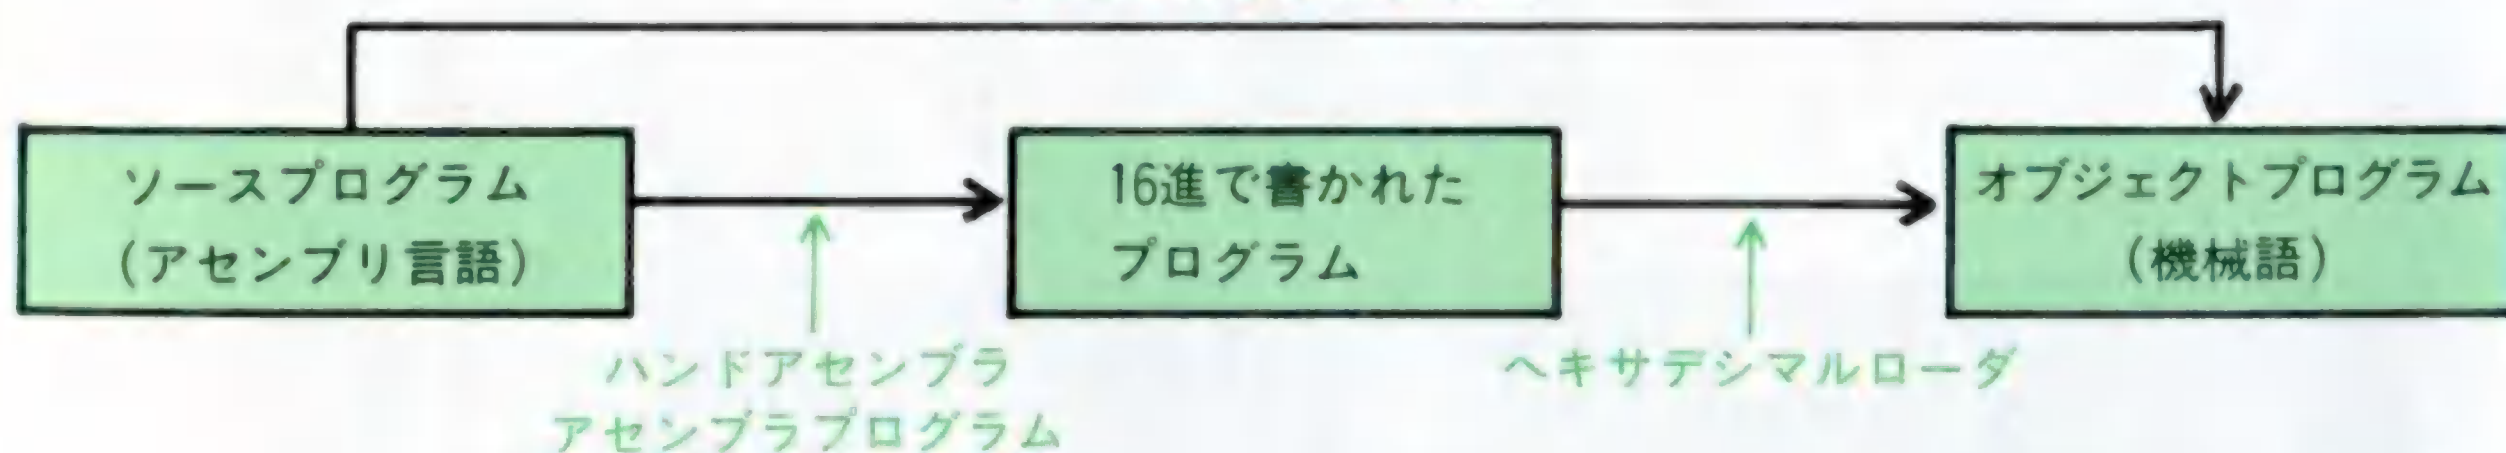 ソースプログラム
(アセンブリ言語)
16進で書かれた
プログラム
オブジェクトプログラム
(機械語)
ハンドアセンブラ
アセンブラプログラム
ヘキサデシマルローダ